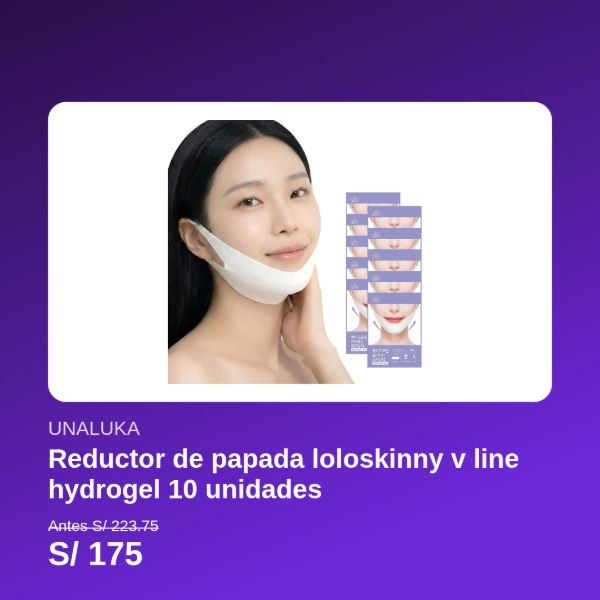 UNALUKA
Reductor de papada loloskinny v line
hydrogel 10 unidades
Antes S/ 223.75
S/ 175